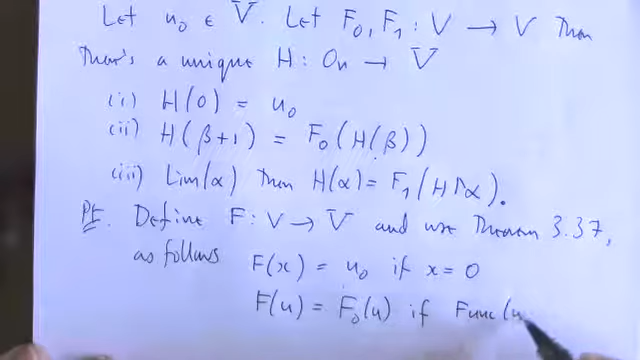 Let u₀ ∈ V. Let F₀, F₁ : V → V Then
there's a unique H : On → V
(i) H(0) = u₀
(ii) H(β+1) = F₀(H(β))
(iii) Lim(α) then H(α) = F₁(H↾α).
Pf. Define F : V → V and use Theorem 3.37,
as follows
F(x) = u₀ if x = 0
F(u) = F₀(u) if Func(u